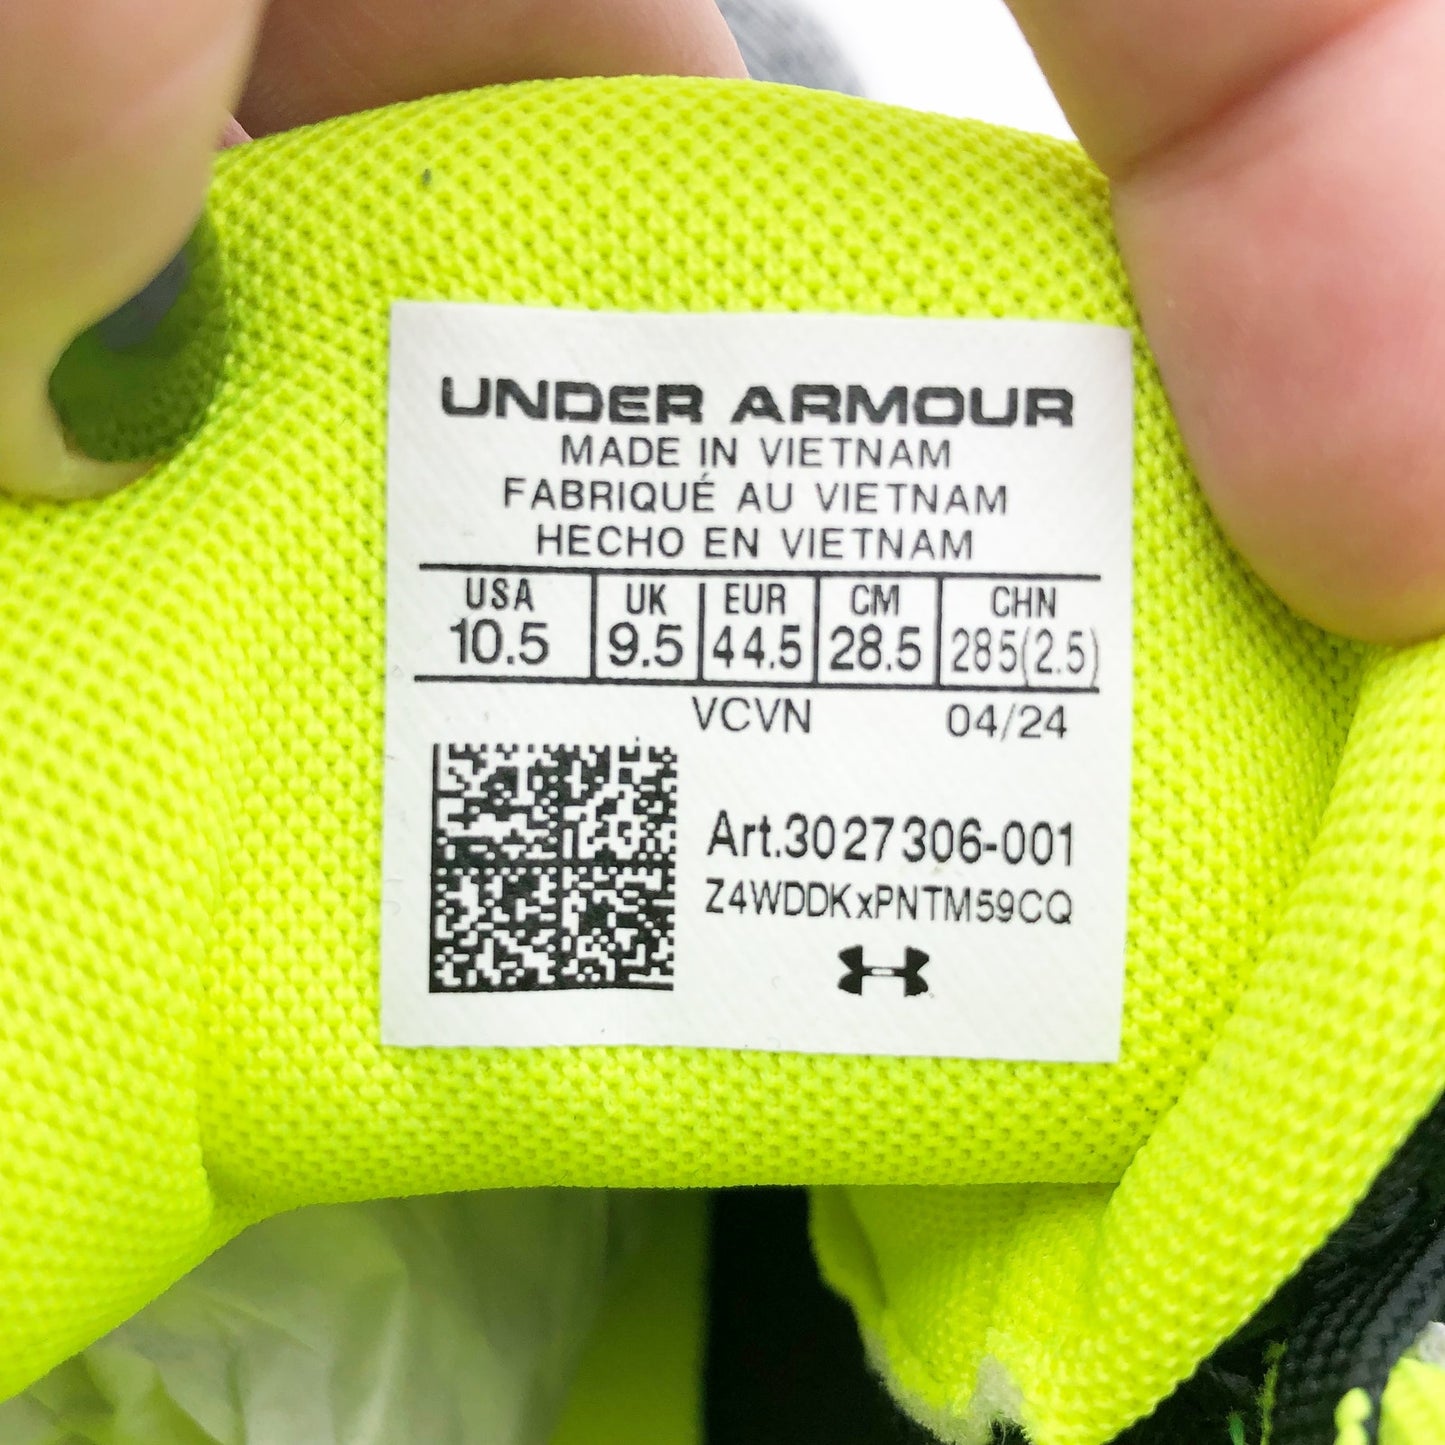 UNDER ARMOUR
MADE IN VIETNAM
FABRIQUÉ AU VIETNAM
HECHO EN VIETNAM
USA UK EUR CM CHN
10.5 9.5 44.5 28.5 285(2.5)
VCVN 04/24
Art.3027306-001
Z4WDDKxPNTM59CQ